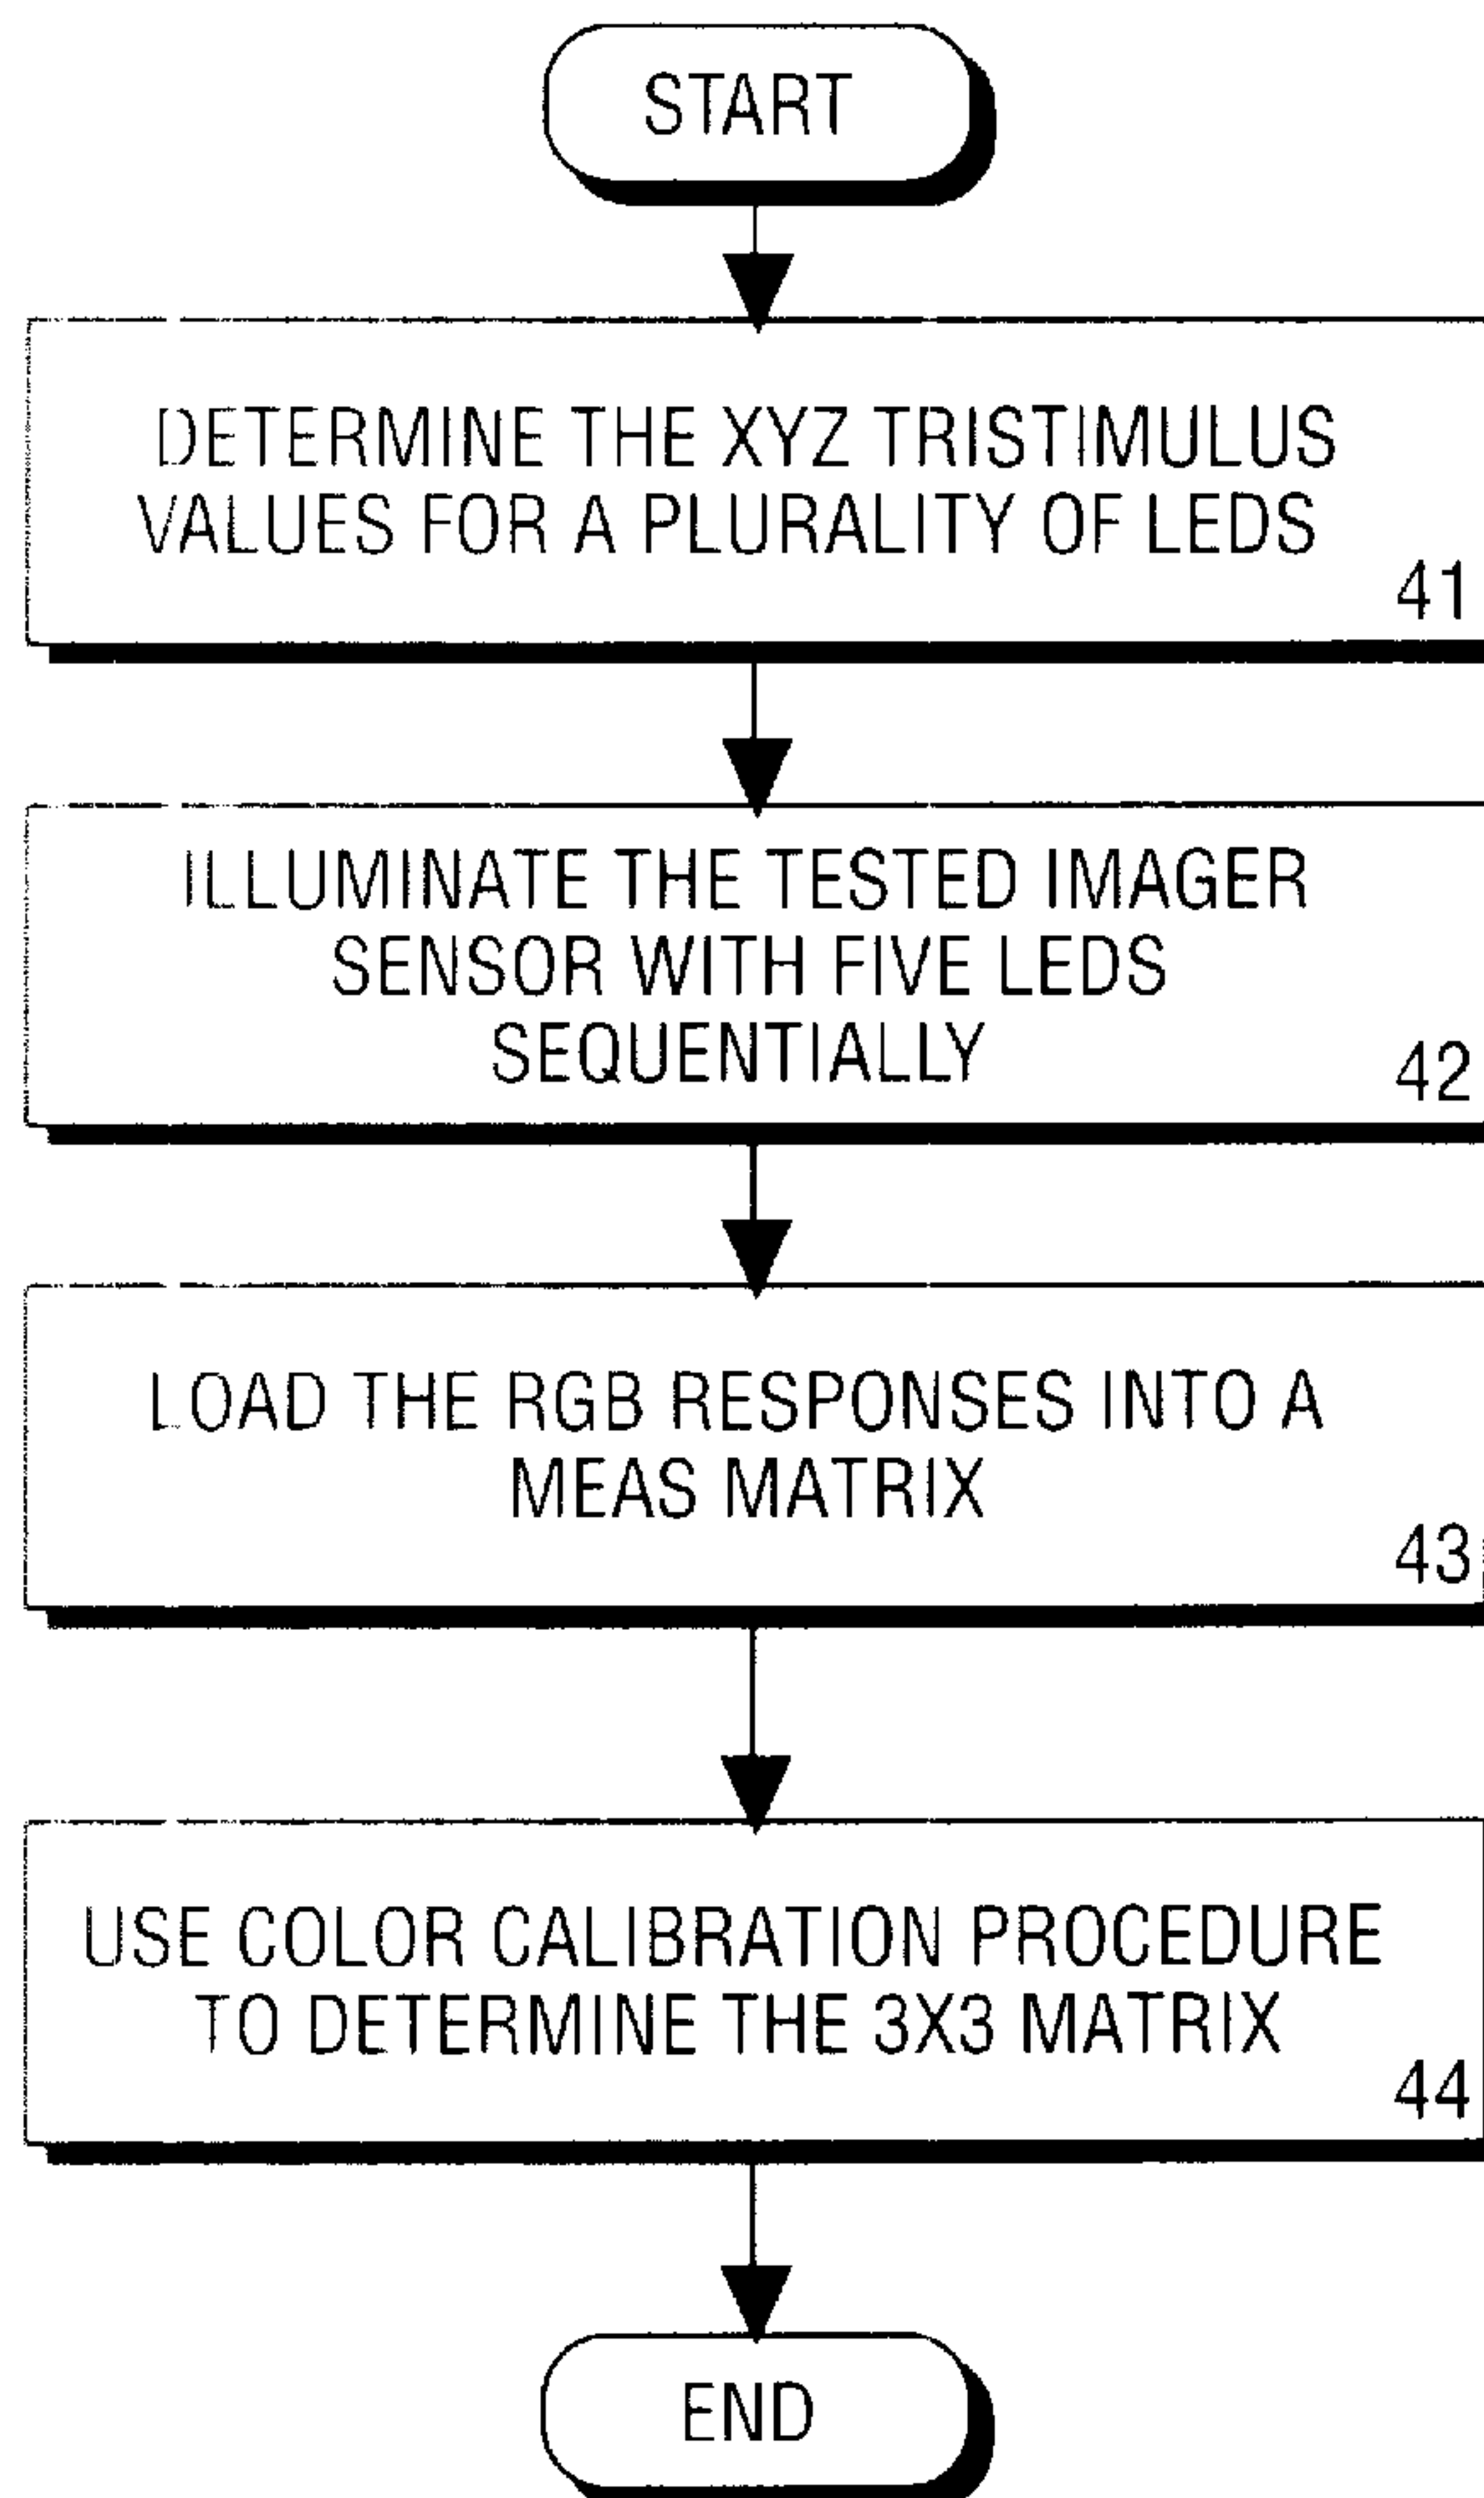 START
DETERMINE THE XYZ TRISTIMULUS
VALUES FOR A PLURALITY OF LEDS
41
ILLUMINATE THE TESTED IMAGER
SENSOR WITH FIVE LEDS
SEQUENTIALLY
42
LOAD THE RGB RESPONSES INTO A
MEAS MATRIX
43
USE COLOR CALIBRATION PROCEDURE
TO DETERMINE THE 3X3 MATRIX
44
END